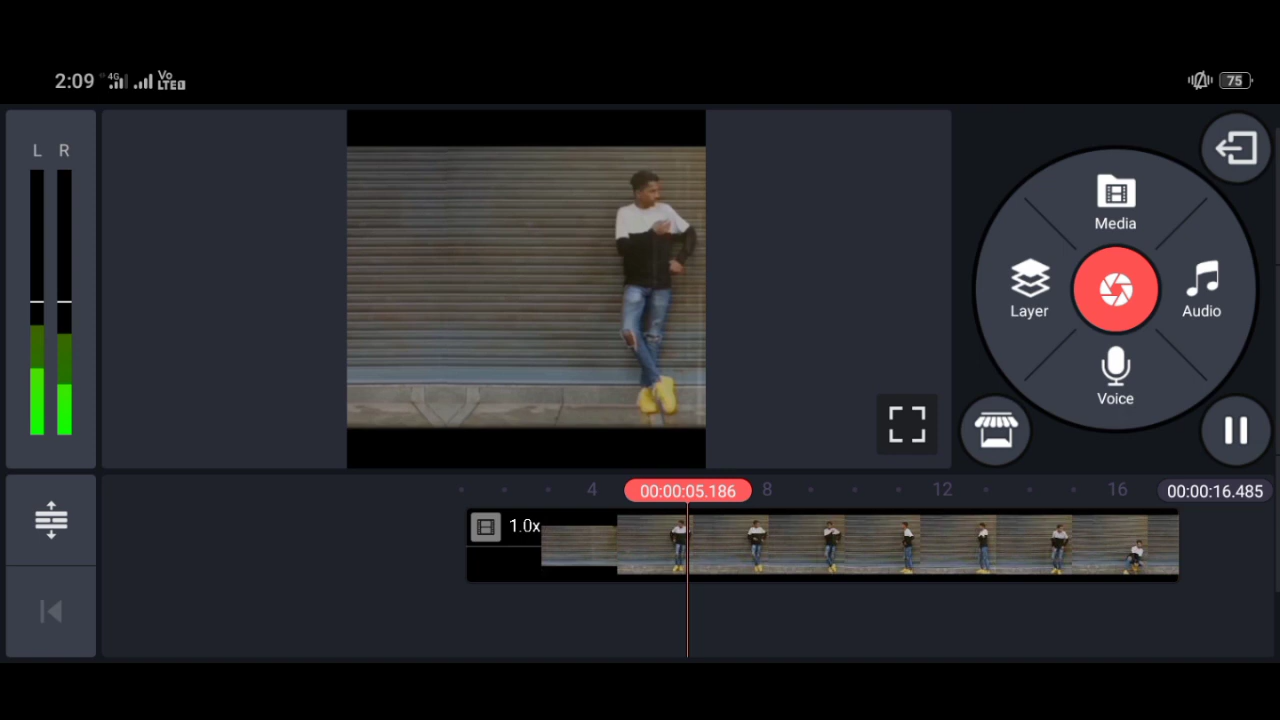 2:09 4G Vo LTE 75
L R
Media
Layer
Audio
Voice
4 00:00:05.186 8 12 16 00:00:16.485
1.0x